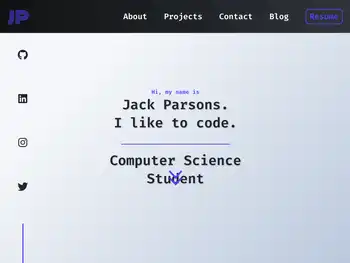 JP
About Projects Contact Blog Resume
Hi, my name is
Jack Parsons.
I like to code.
Computer Science
Student